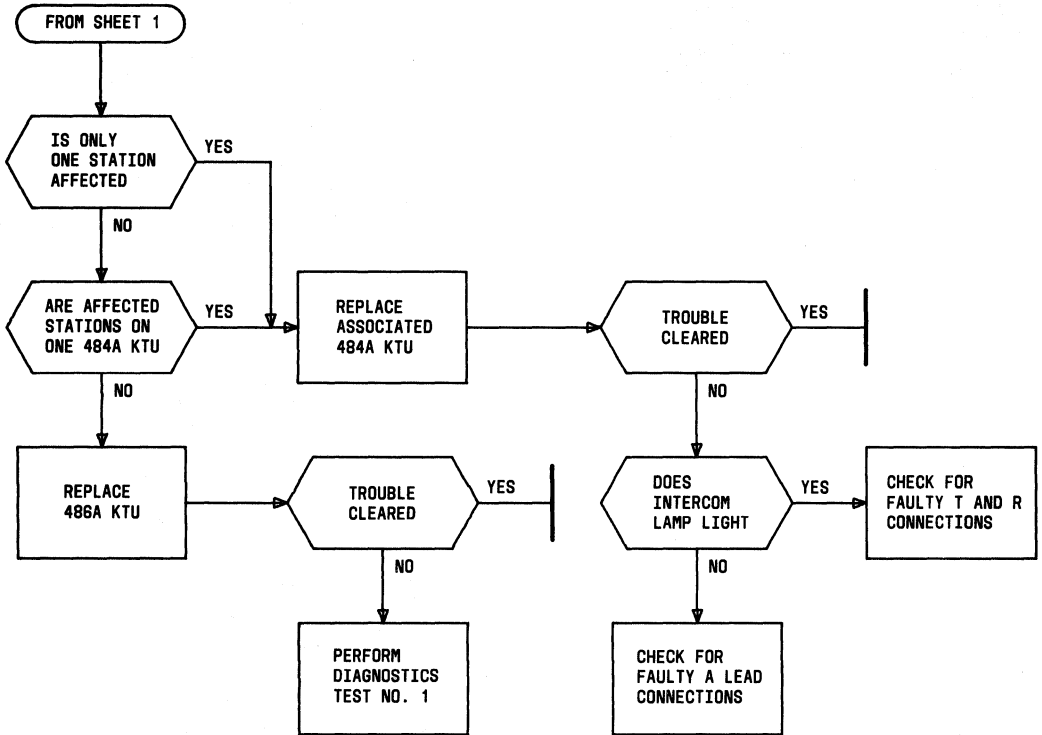 FROM SHEET 1
IS ONLY
ONE STATION
AFFECTED
YES
NO
ARE AFFECTED
STATIONS ON
ONE 484A KTU
YES
NO
REPLACE
ASSOCIATED
484A KTU
TROUBLE
CLEARED
YES
NO
REPLACE
486A KTU
TROUBLE
CLEARED
YES
NO
DOES
INTERCOM
LAMP LIGHT
YES
NO
CHECK FOR
FAULTY T AND R
CONNECTIONS
PERFORM
DIAGNOSTICS
TEST NO. 1
CHECK FOR
FAULTY A LEAD
CONNECTIONS